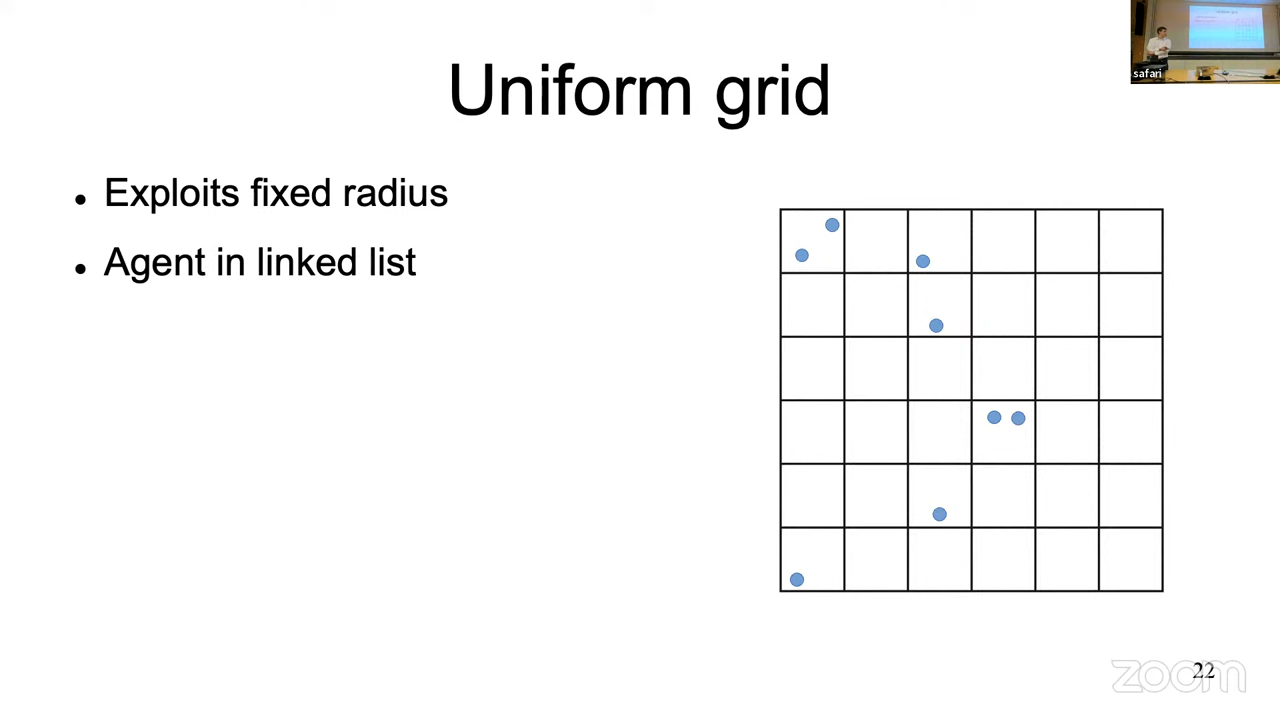 safari
Uniform grid
Exploits fixed radius
Agent in linked list
22
zoom